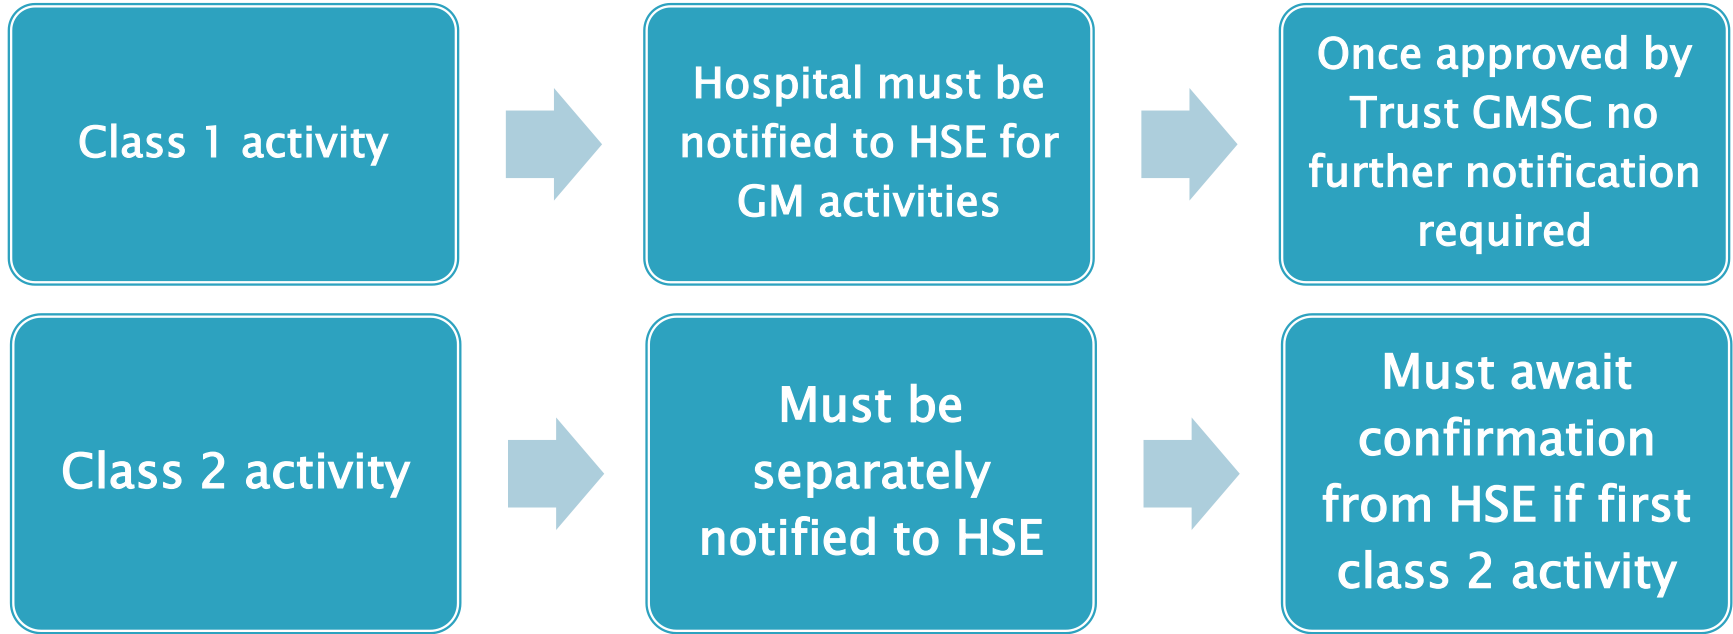 Class 1 activity
Hospital must be
notified to HSE for
GM activities
Once approved by
Trust GMSC no
further notification
required
Class 2 activity
Must be
separately
notified to HSE
Must await
confirmation
from HSE if first
class 2 activity